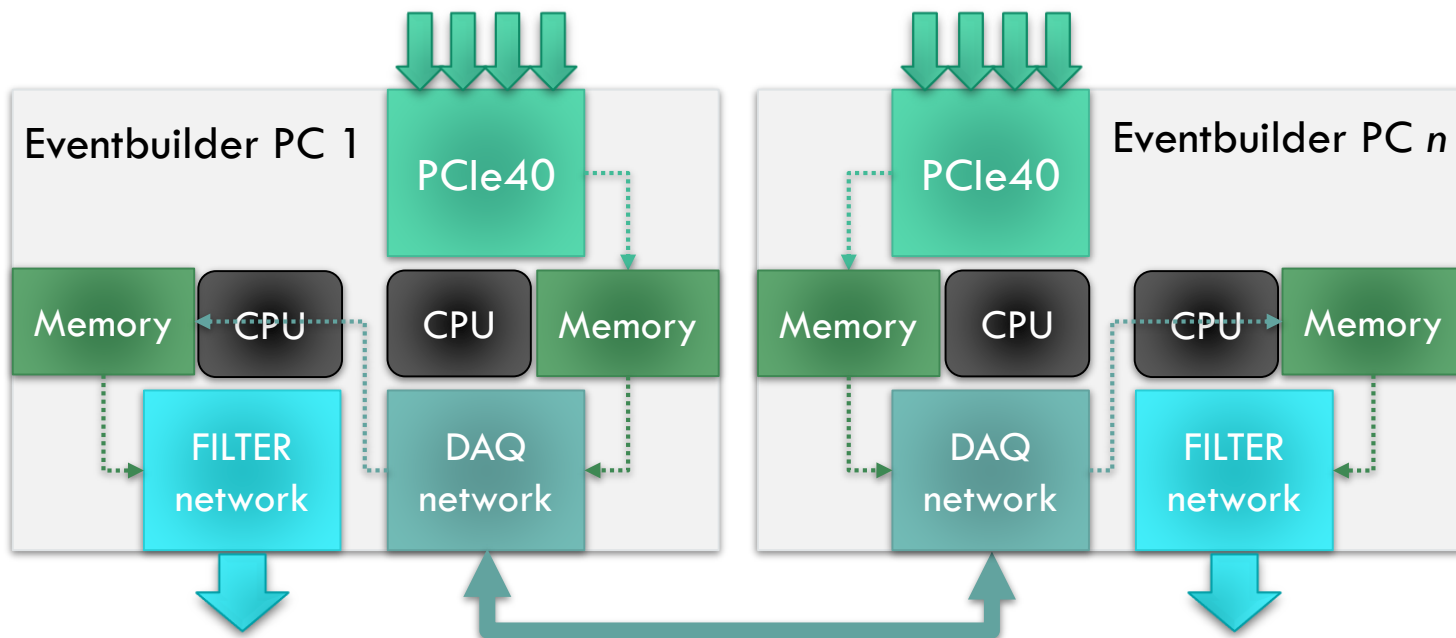 Eventbuilder PC 1
PCIe40
Memory
CPU
CPU
Memory
FILTER
network
DAQ
network
PCIe40
Eventbuilder PC n
Memory
CPU
CPU
Memory
DAQ
network
FILTER
network